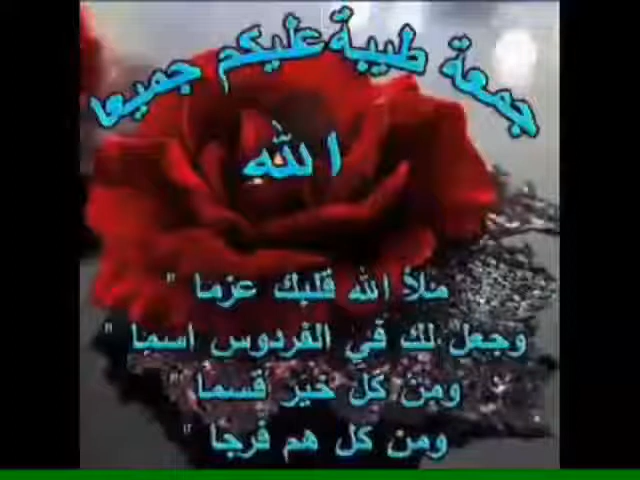 جمعة طيبة عليكم جميعا
الله
ملأ الله قلبك عزما "
وجعل لك في الفردوس اسما "
ومن كل خير قسما "
ومن كل هم فرجا "